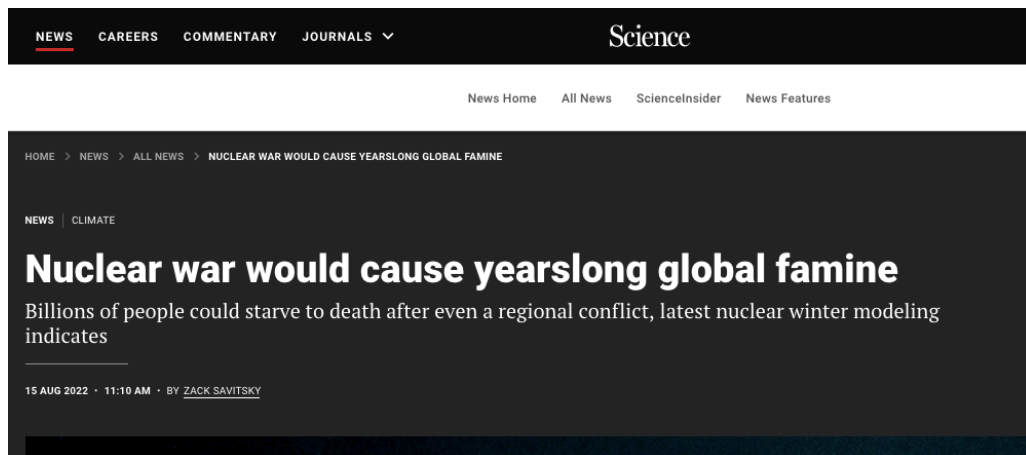 NEWS CAREERS COMMENTARY JOURNALS Science
News Home All News ScienceInsider News Features
HOME > NEWS > ALL NEWS > NUCLEAR WAR WOULD CAUSE YEARSLONG GLOBAL FAMINE
NEWS | CLIMATE
Nuclear war would cause yearslong global famine
Billions of people could starve to death after even a regional conflict, latest nuclear winter modeling
indicates
15 AUG 2022 • 11:10 AM • BY ZACK SAVITSKY